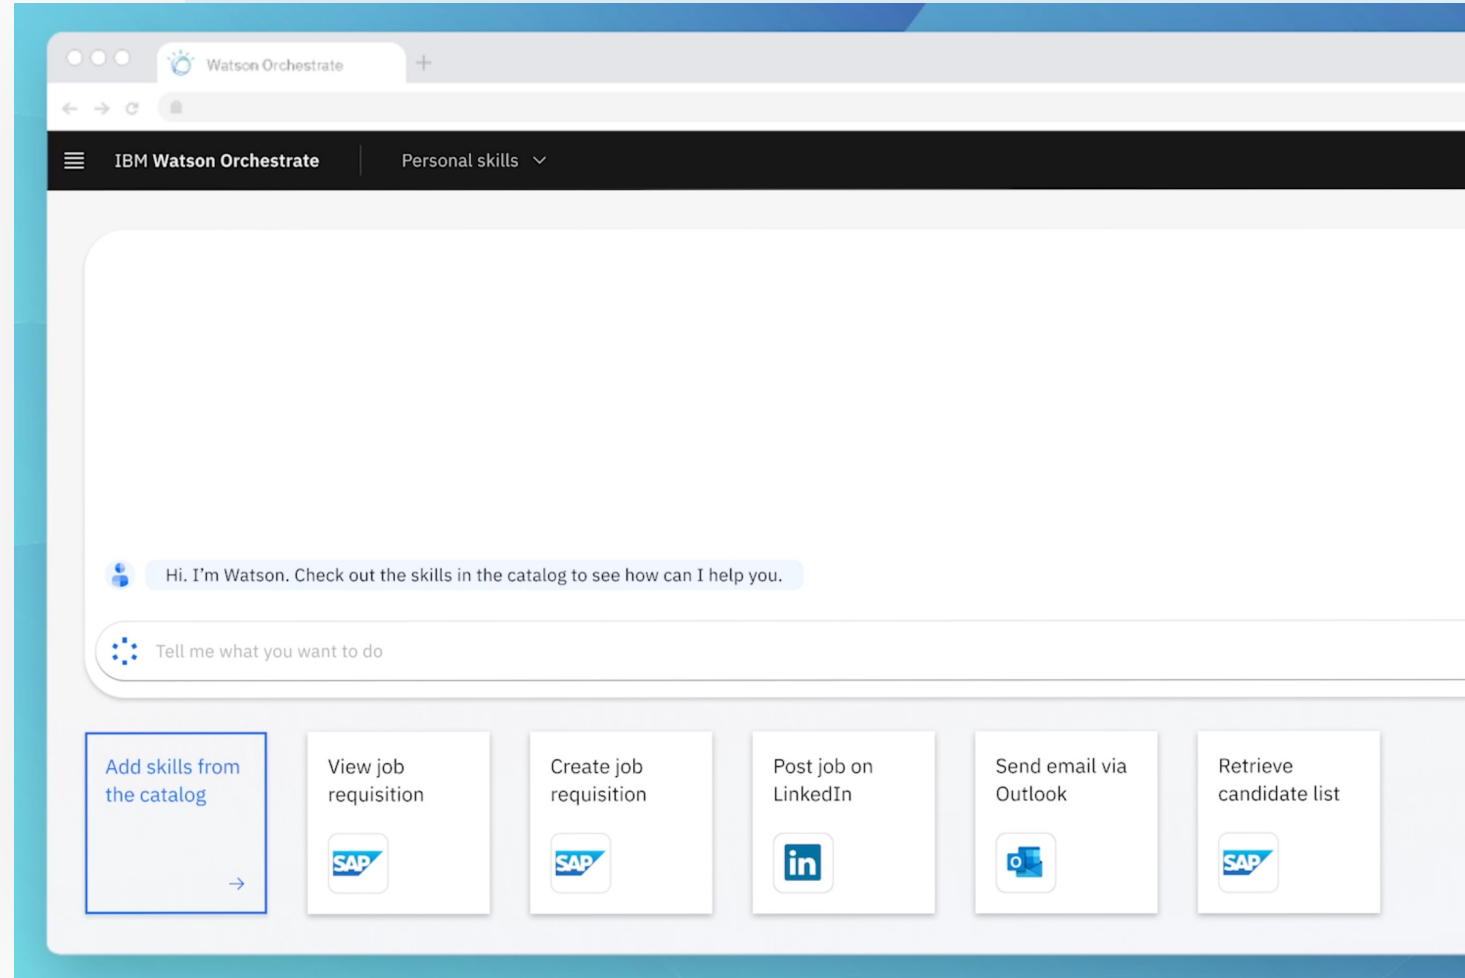 Watson Orchestrate
IBM Watson Orchestrate
Personal skills
Hi. I'm Watson. Check out the skills in the catalog to see how can I help you.
Tell me what you want to do
Add skills from
the catalog
View job
requisition
SAP
Create job
requisition
SAP
Post job on
LinkedIn
in
Send email via
Outlook
O
Retrieve
candidate list
SAP